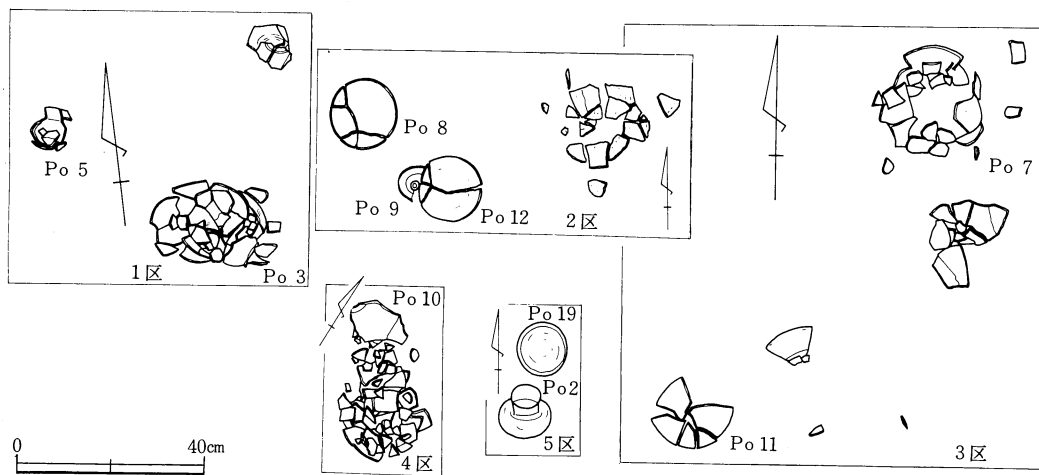 Po 5
Po 3
1区
Po 8
Po 9
Po 12
2区
Po 7
Po 11
3区
Po 10
4区
Po 19
Po 2
5区
0 40cm